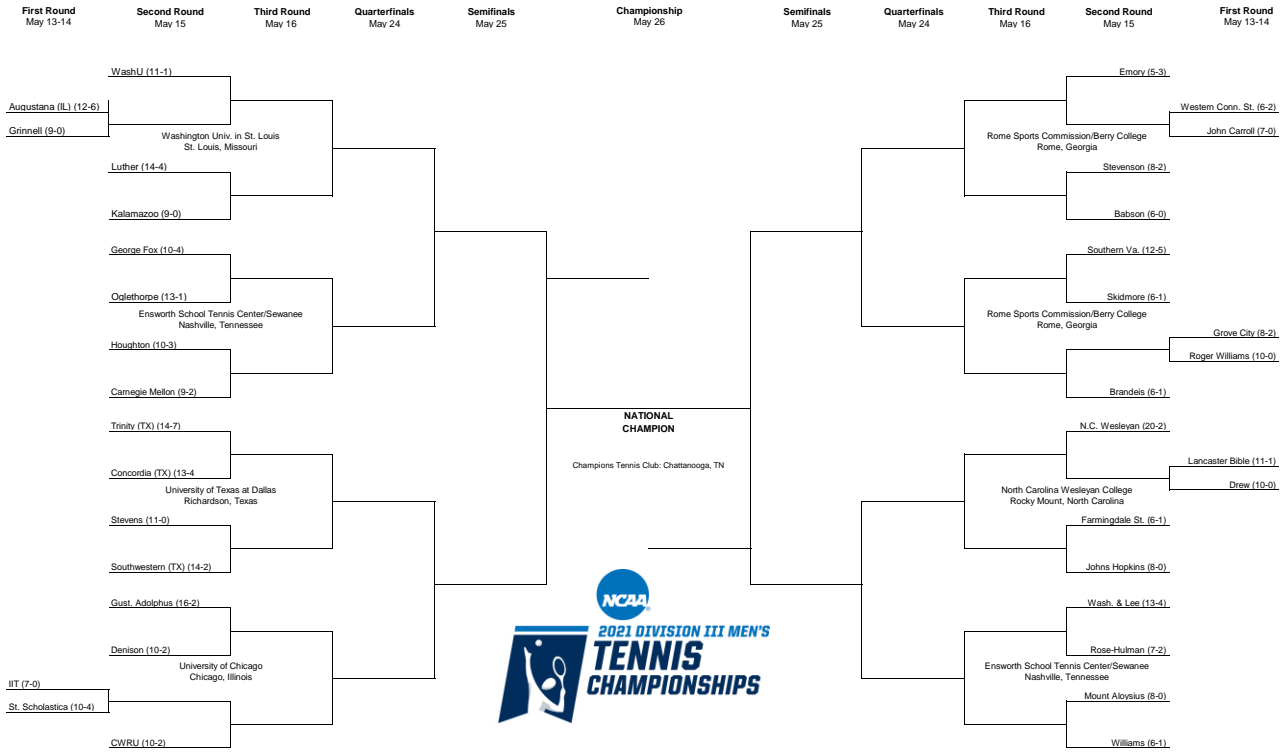 First Round
May 13-14
Second Round
May 15
Third Round
May 16
Quarterfinals
May 24
Semifinals
May 25
Championship
May 26
Semifinals
May 25
Quarterfinals
May 24
Third Round
May 16
Second Round
May 15
First Round
May 13-14
WashU (11-1)
Augustana (IL) (12-6)
Grinnell (9-0)
Washington Univ. in St. Louis
St. Louis, Missouri
Luther (14-4)
Kalamazoo (9-0)
George Fox (10-4)
Oglethorpe (13-1)
Ensworth School Tennis Center/Sewanee
Nashville, Tennessee
Houghton (10-3)
Carnegie Mellon (9-2)
Trinity (TX) (14-7)
Concordia (TX) (13-4
University of Texas at Dallas
Richardson, Texas
Stevens (11-0)
Southwestern (TX) (14-2)
Gust. Adolphus (16-2)
Denison (10-2)
University of Chicago
Chicago, Illinois
IIT (7-0)
St. Scholastica (10-4)
CWRU (10-2)
NATIONAL
CHAMPION
Champions Tennis Club: Chattanooga, TN
NCAA
2021 DIVISION III MEN'S
TENNIS
CHAMPIONSHIPS
Emory (5-3)
Western Conn. St. (6-2)
John Carroll (7-0)
Rome Sports Commission/Berry College
Rome, Georgia
Stevenson (8-2)
Babson (6-0)
Southern Va. (12-5)
Skidmore (6-1)
Rome Sports Commission/Berry College
Rome, Georgia
Grove City (8-2)
Roger Williams (10-0)
Brandeis (6-1)
N.C. Wesleyan (20-2)
Lancaster Bible (11-1)
Drew (10-0)
North Carolina Wesleyan College
Rocky Mount, North Carolina
Farmingdale St. (6-1)
Johns Hopkins (8-0)
Wash. & Lee (13-4)
Rose-Hulman (7-2)
Ensworth School Tennis Center/Sewanee
Nashville, Tennessee
Mount Aloysius (8-0)
Williams (6-1)